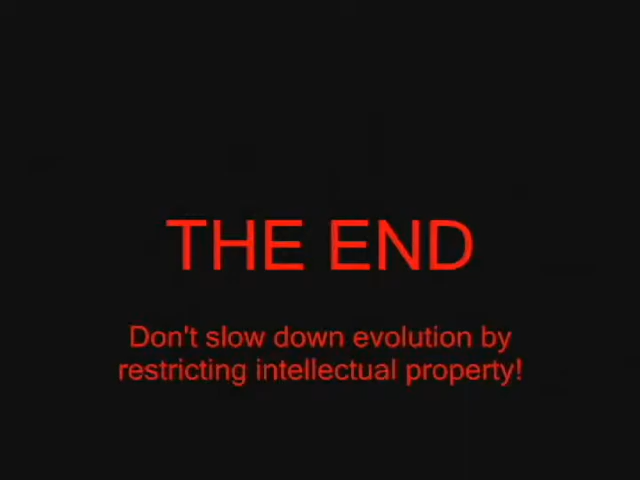 THE END
Don't slow down evolution by
restricting intellectual property!